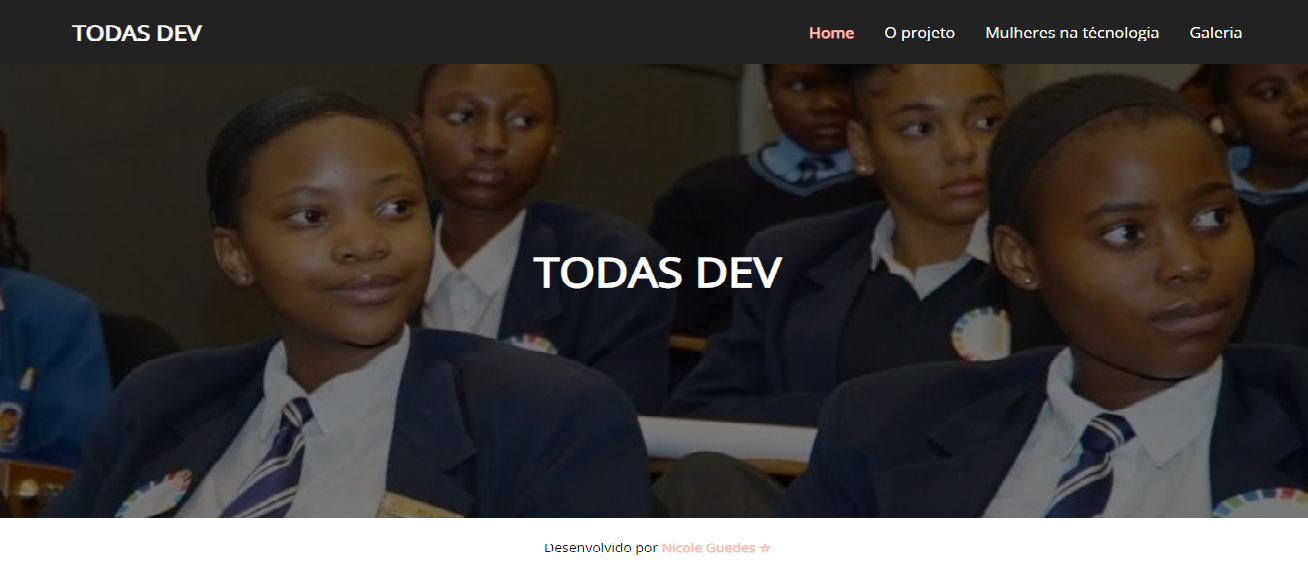 TODAS DEV
Home O projeto Mulheres na técnologia Galeria
TODAS DEV
Desenvolvido por Nicole Guedes ☆